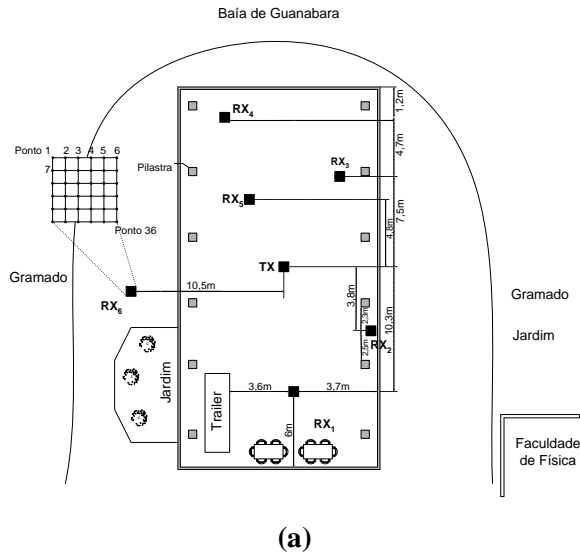 Baía de Guanabara
RX4
1,2m
4,7m
Ponto 1 2 3 4 5 6
7
Pilastra
RX3
RX5
7,5m
4,8m
Ponto 36
Gramado
TX
10,5m
RX6
3,8m
10,3m
Gramado
2,3m
RX2
2,5m
Jardim
Jardim
Trailer
3,6m
3,7m
6m
RX1
Faculdade
de Física
(a)